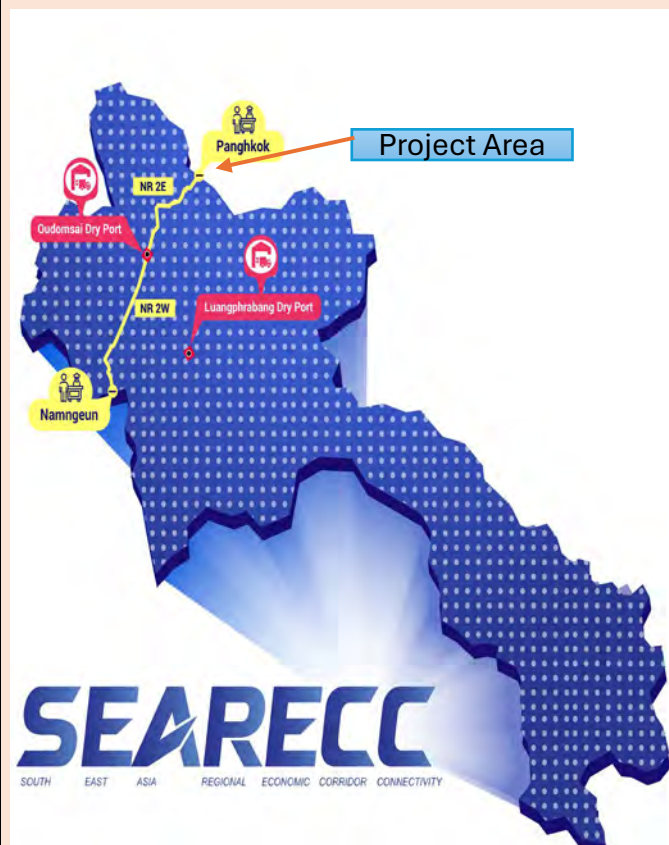 Panghkok
Project Area
NR 2E
Oudomsai Dry Port
NR 2W
Luangphrabang Dry Port
Namngeun
SEARECC
SOUTH EAST ASIA REGIONAL ECONOMIC CORRIDOR CONNECTIVITY